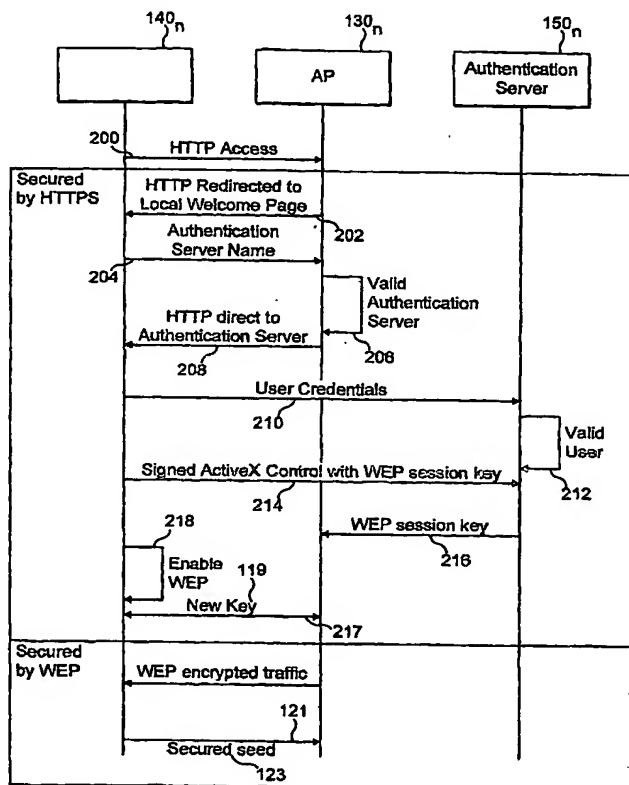 140n
130n
150n
AP
Authentication
Server
200
HTTP Access
Secured
by HTTPS
HTTP Redirected to
Local Welcome Page
202
Authentication
Server Name
204
Valid
Authentication
Server
206
HTTP direct to
Authentication Server
208
User Credentials
210
Valid
User
212
Signed ActiveX Control with WEP session key
214
WEP session key
216
218
Enable
WEP
119
New Key
217
Secured
by WEP
WEP encrypted traffic
121
Secured seed
123